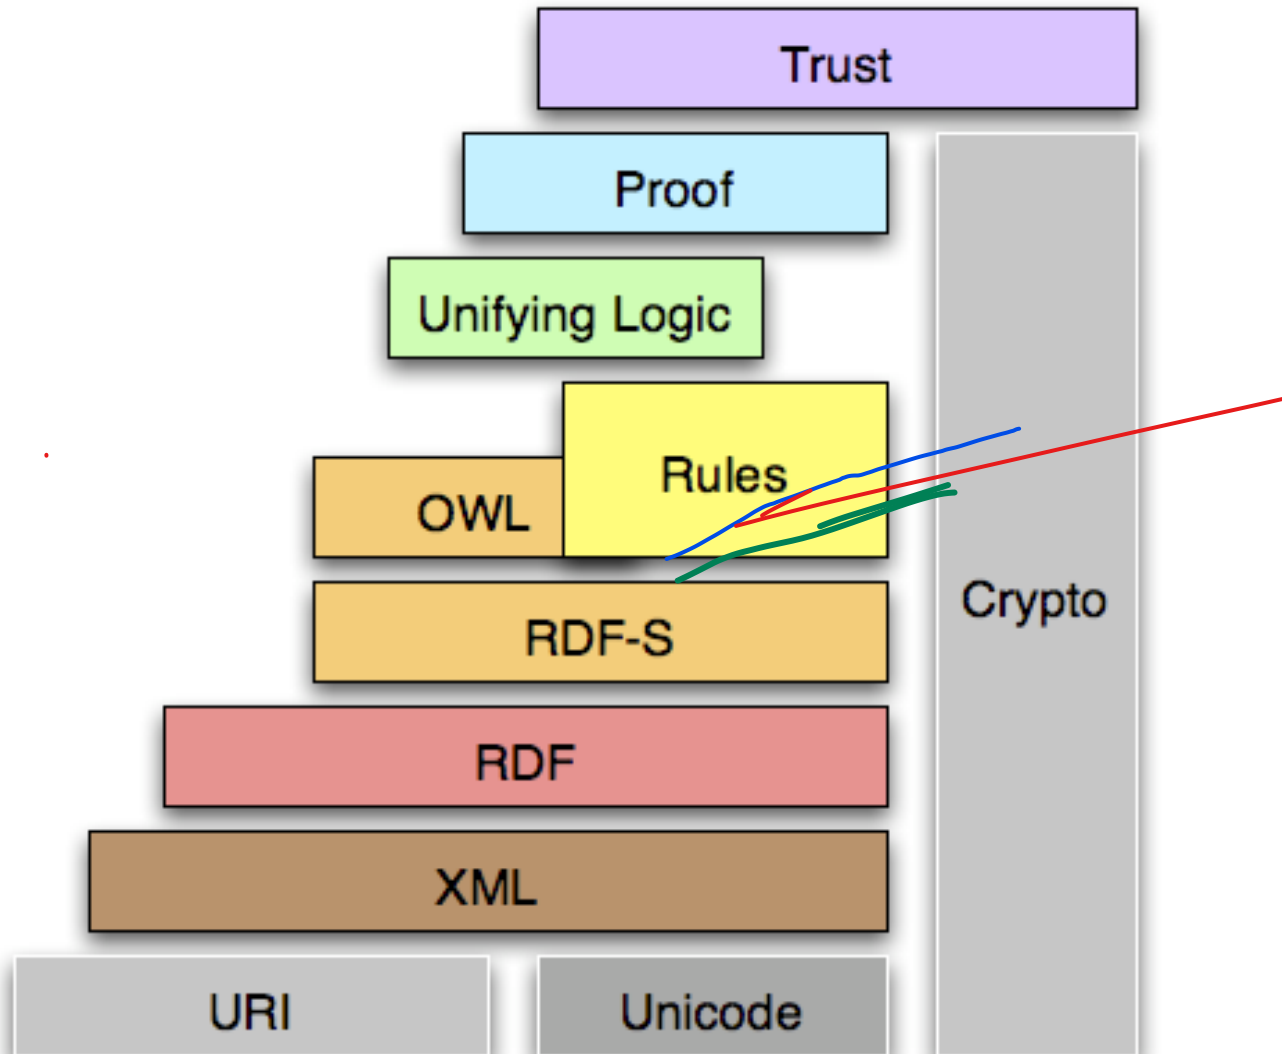 Trust
Proof
Unifying Logic
Rules
OWL
RDF-S
Crypto
RDF
XML
URI
Unicode